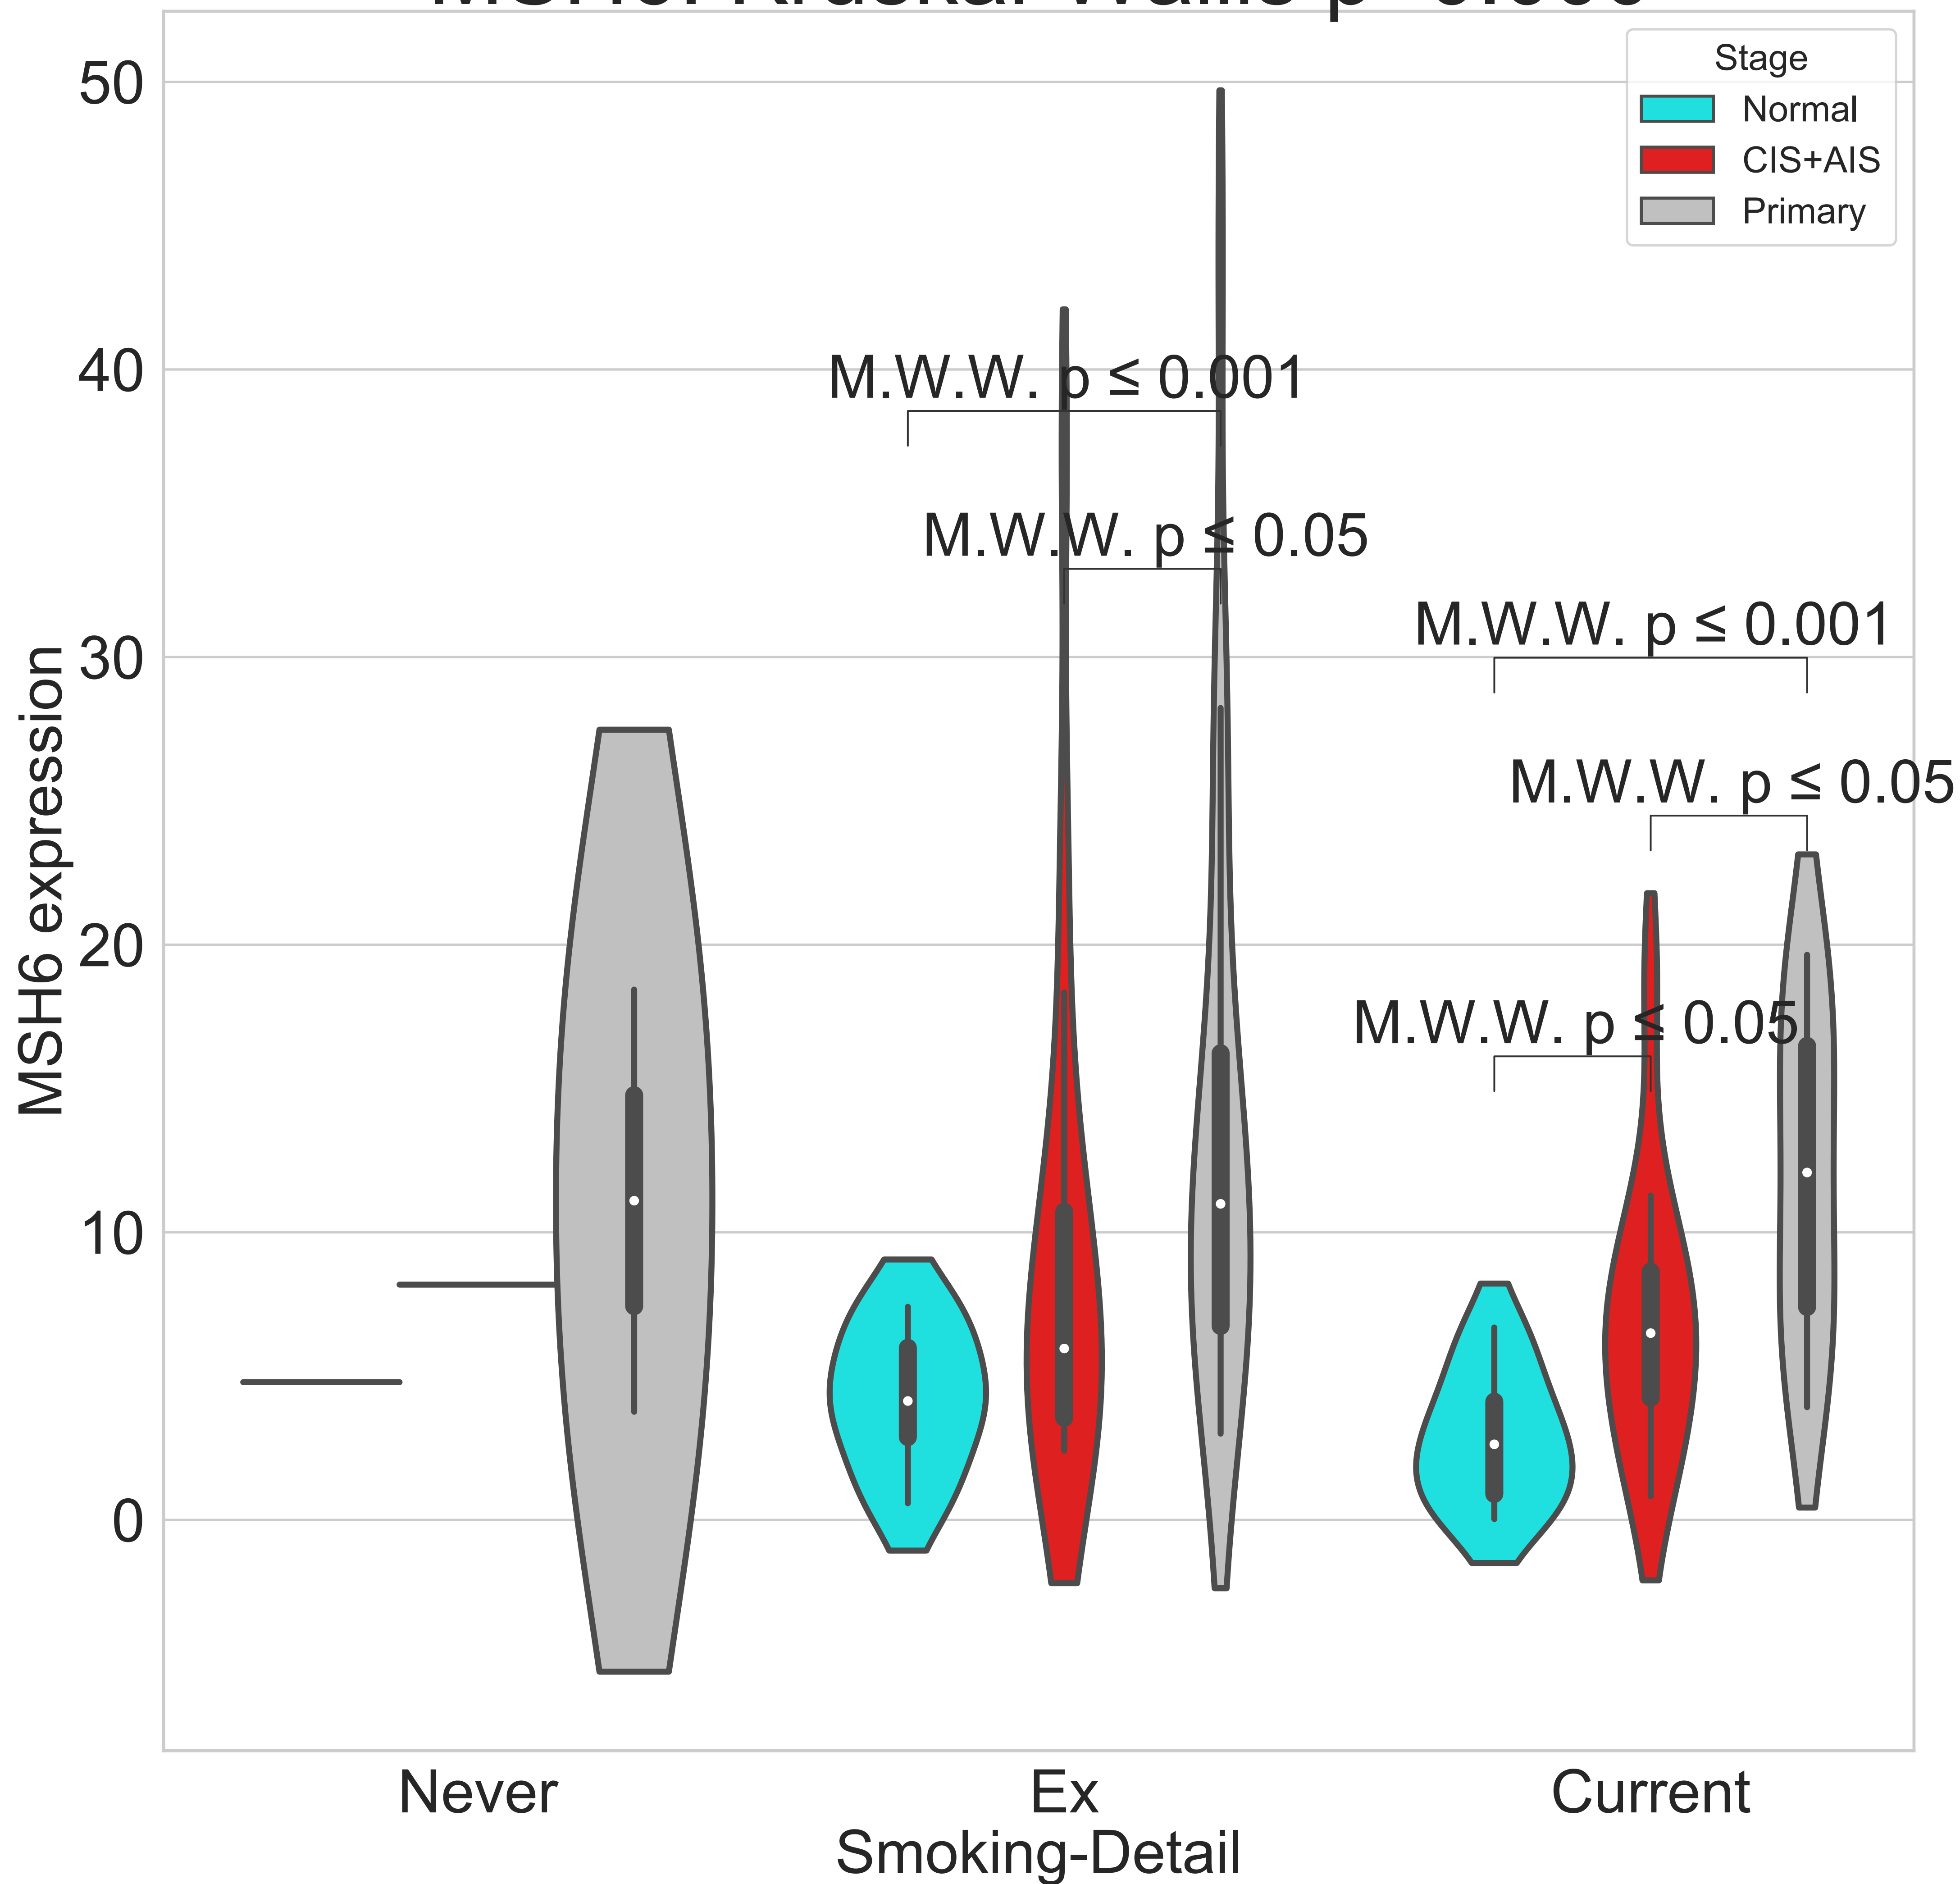 50
40
30
20
10
0
MSH6 expression
Stage
Normal
CIS+AIS
Primary
M.W.W. p ≤ 0.001
M.W.W. p ≤ 0.05
M.W.W. p ≤ 0.001
M.W.W. p ≤ 0.05
M.W.W. p ≤ 0.05
Never
Ex
Current
Smoking-Detail